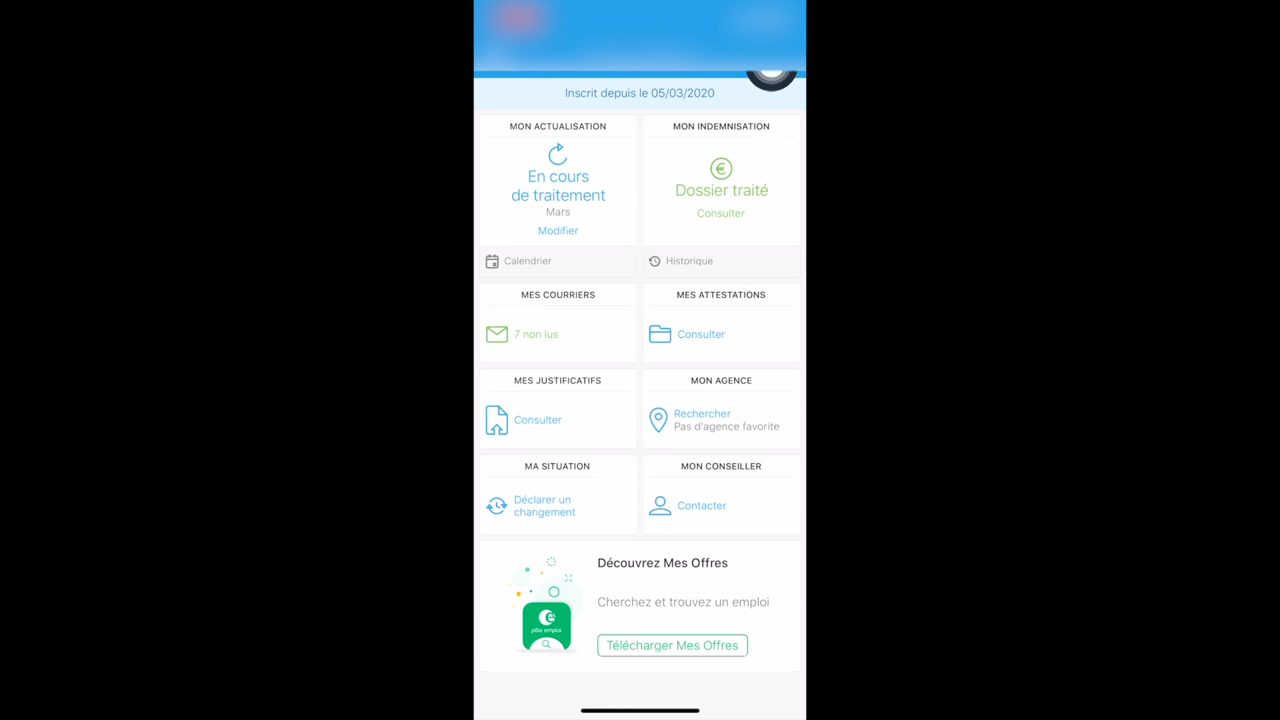 Inscrit depuis le 05/03/2020
MON ACTUALISATION
En cours
de traitement
Mars
Modifier
Calendrier
MON INDEMNISATION
Dossier traité
Consulter
Historique
MES COURRIERS
7 non lus
MES ATTESTATIONS
Consulter
MES JUSTIFICATIFS
Consulter
MON AGENCE
Rechercher
Pas d'agence favorite
MA SITUATION
Déclarer un
changement
MON CONSEILLER
Contacter
pôle emploi
Découvrez Mes Offres
Cherchez et trouvez un emploi
Télécharger Mes Offres